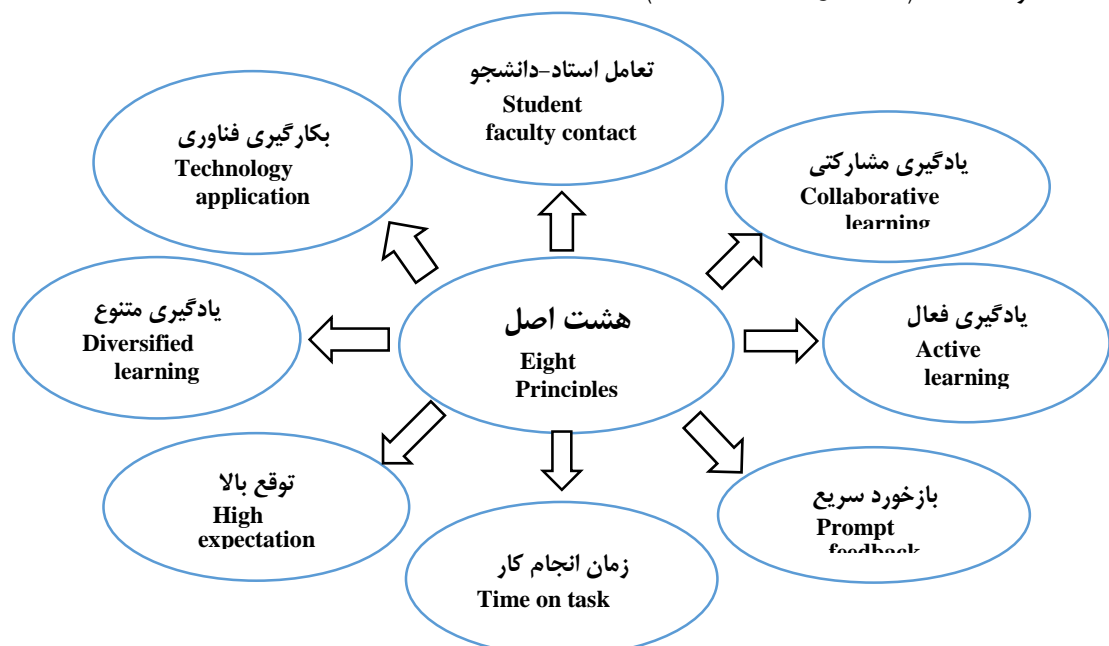 تعامل استاد–دانشجو
Student
faculty contact
بکارگیری فناوری
Technology
application
یادگیری مشارکتی
Collaborative
learning
یادگیری متنوع
Diversified
learning
هشت اصل
Eight
Principles
یادگیری فعال
Active
learning
توقع بالا
High
expectation
بازخورد سریع
Prompt
feedback
زمان انجام کار
Time on task